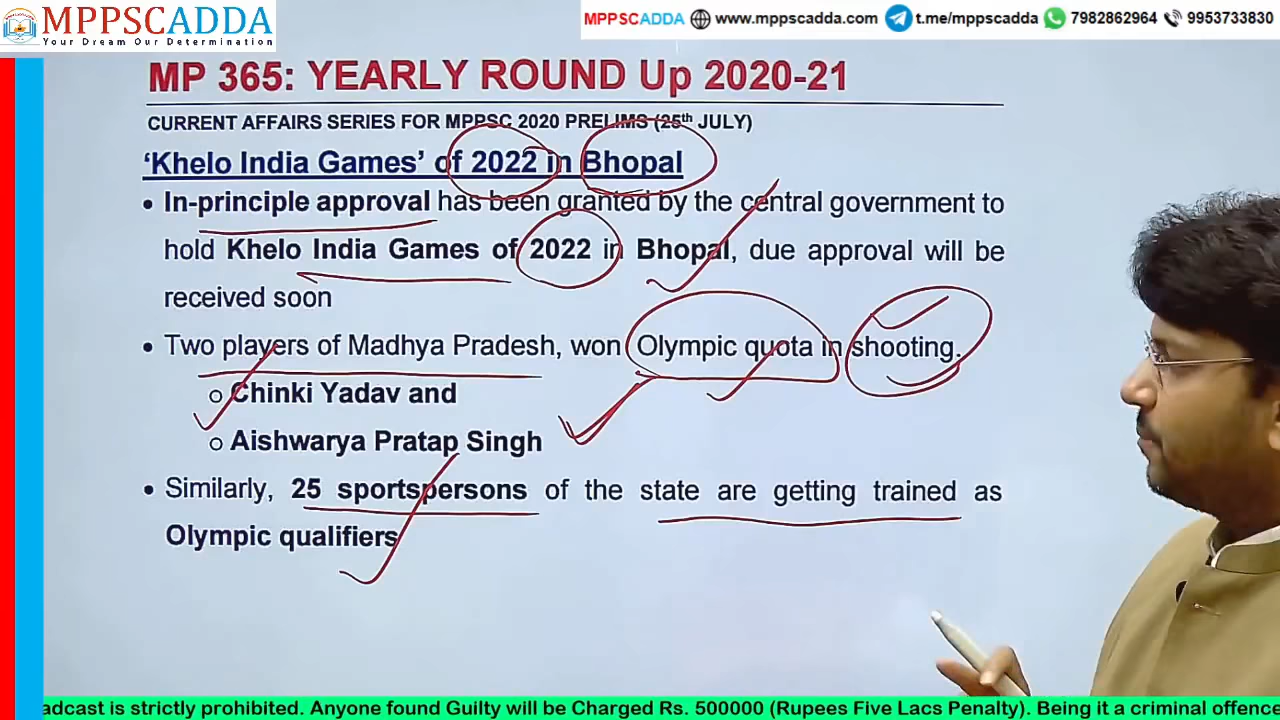 MPPSCADDA
Your Dream Our Determination
MPPSCADDA www.mppscadda.com t.me/mppscadda 7982862964 9953733830
MP 365: YEARLY ROUND Up 2020-21
CURRENT AFFAIRS SERIES FOR MPPSC 2020 PRELIMS (25th JULY)
‘Khelo India Games’ of 2022 in Bhopal
• In-principle approval has been granted by the central government to
hold Khelo India Games of 2022 in Bhopal, due approval will be
received soon
• Two players of Madhya Pradesh, won Olympic quota in shooting.
o Chinki Yadav and
o Aishwarya Pratap Singh
• Similarly, 25 sportspersons of the state are getting trained as
Olympic qualifiers
adcast is strictly prohibited. Anyone found Guilty will be Charged Rs. 500000 (Rupees Five Lacs Penalty). Being it a criminal offence